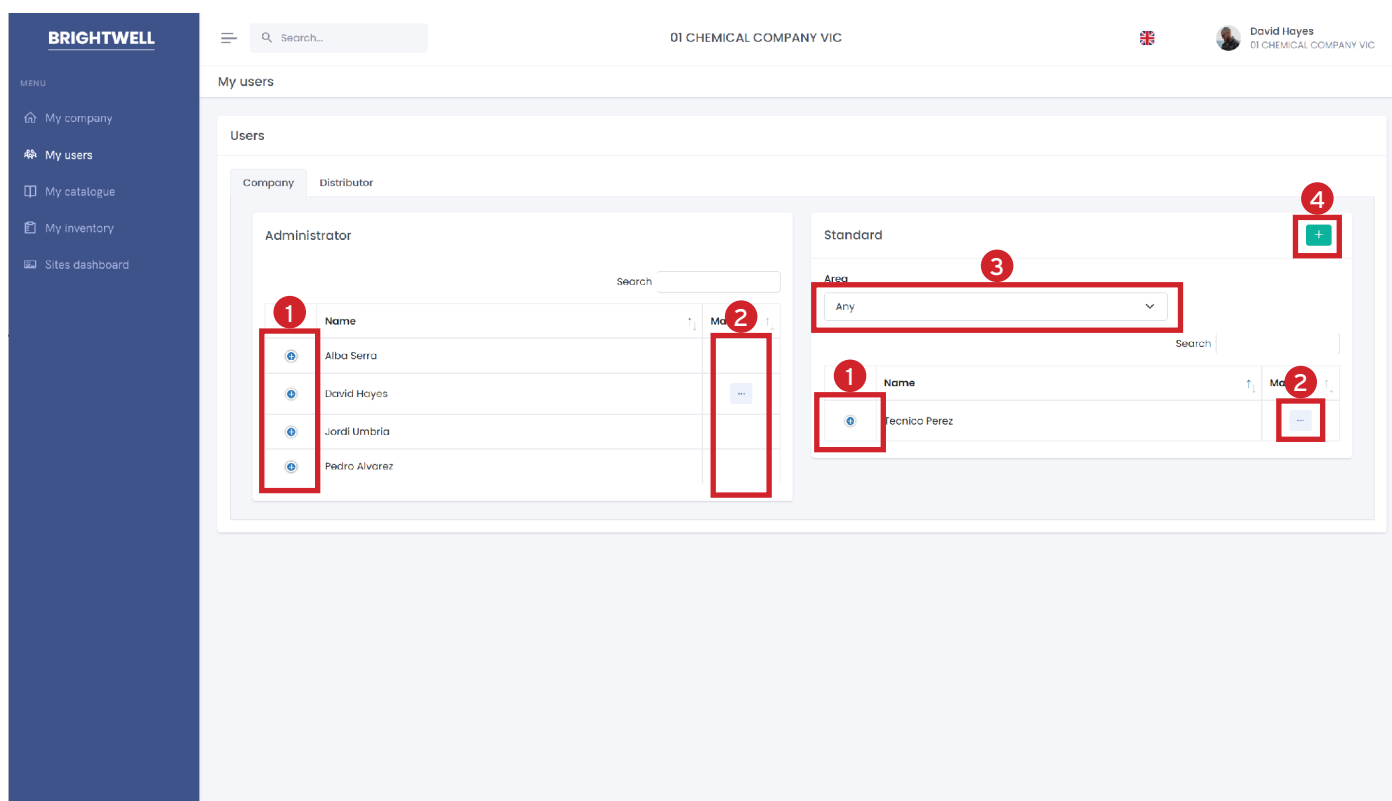 BRIGHTWELL
Search...
01 CHEMICAL COMPANY VIC
David Hayes
01 CHEMICAL COMPANY VIC
MENU
My users
My company
My users
My catalogue
My inventory
Sites dashboard
Users
Company Distributor
Administrator
Search
1
2
Name
Alba Serra
David Hayes
...
Jordi Umbria
Pedro Alvarez
4
Standard
+
3
Area
Any
Search
1
2
Name
Tecnico Perez
...